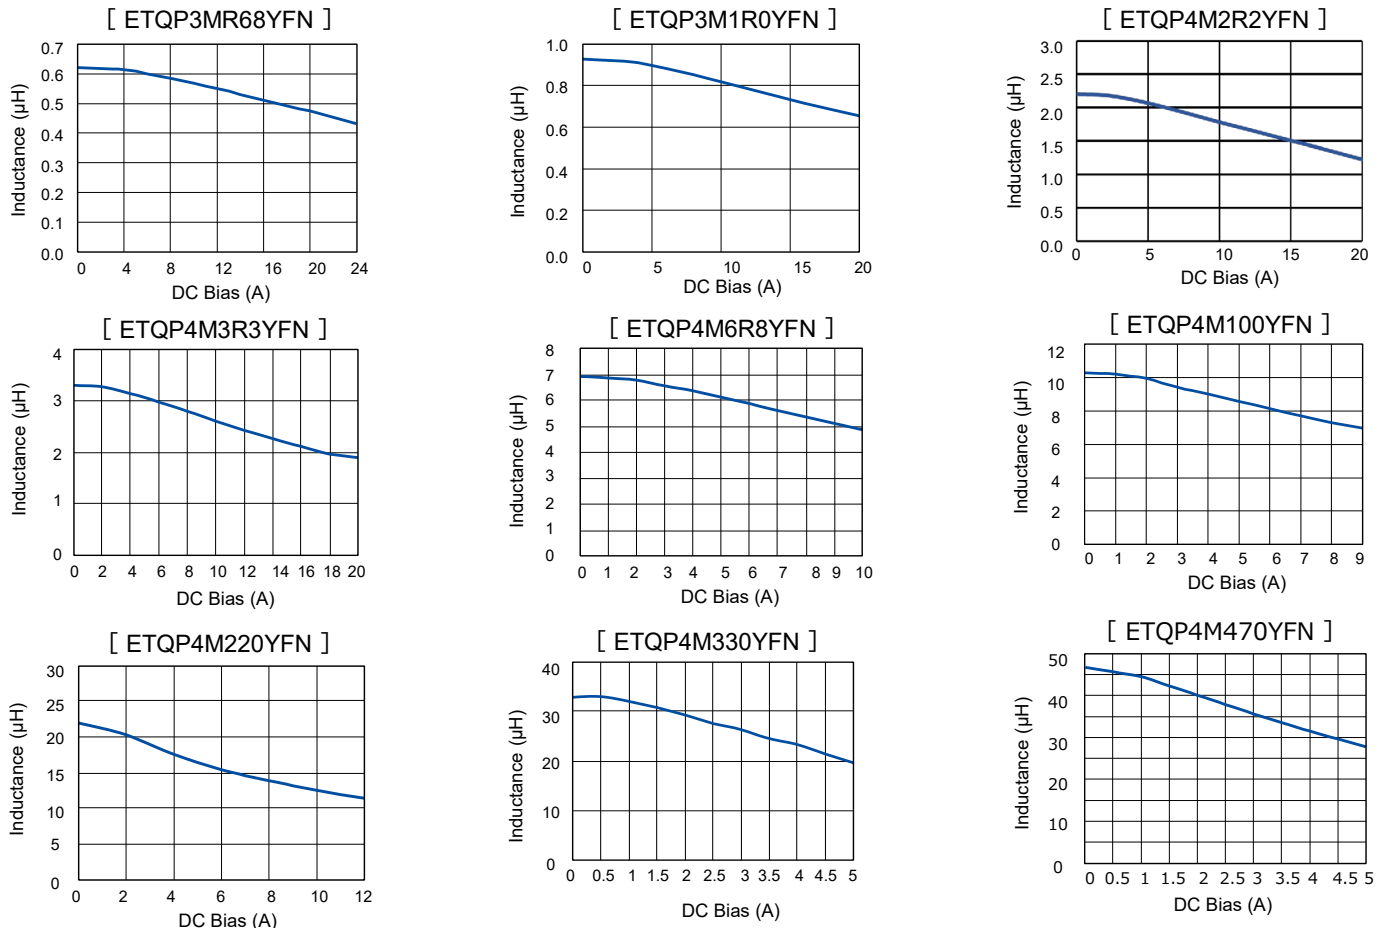 [ ETQP3MR68YFN ]
0.7
0.6
0.5
0.4
0.3
0.2
0.1
0.0
Inductance (µH)
0 4 8 12 16 20 24
DC Bias (A)
[ ETQP3M1R0YFN ]
1.0
0.8
0.6
0.4
0.2
0.0
Inductance (µH)
0 5 10 15 20
DC Bias (A)
[ ETQP4M2R2YFN ]
3.0
2.5
2.0
1.5
1.0
0.5
0.0
Inductance (µH)
0 5 10 15 20
DC Bias (A)
[ ETQP4M3R3YFN ]
4
3
2
1
0
Inductance (µH)
0 2 4 6 8 10 12 14 16 18 20
DC Bias (A)
[ ETQP4M6R8YFN ]
8
7
6
5
4
3
2
1
0
Inductance (µH)
0 1 2 3 4 5 6 7 8 9 10
DC Bias (A)
[ ETQP4M100YFN ]
12
10
8
6
4
2
0
Inductance (µH)
0 1 2 3 4 5 6 7 8 9
DC Bias (A)
[ ETQP4M220YFN ]
30
25
20
15
10
5
0
Inductance (µH)
0 2 4 6 8 10 12
DC Bias (A)
[ ETQP4M330YFN ]
40
30
20
10
0
Inductance (µH)
0 0.5 1 1.5 2 2.5 3 3.5 4 4.5 5
DC Bias (A)
[ ETQP4M470YFN ]
50
40
30
20
10
0
Inductance (µH)
0 0.5 1 1.5 2 2.5 3 3.5 4 4.5 5
DC Bias (A)